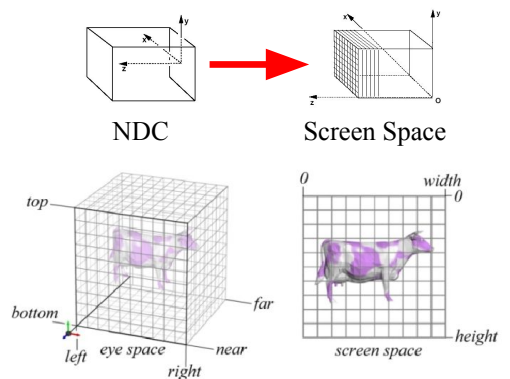 y
x
z
NDC
y
x
z
O
Screen Space
top
bottom
left
eye space
right
near
far
0
width
0
height
screen space